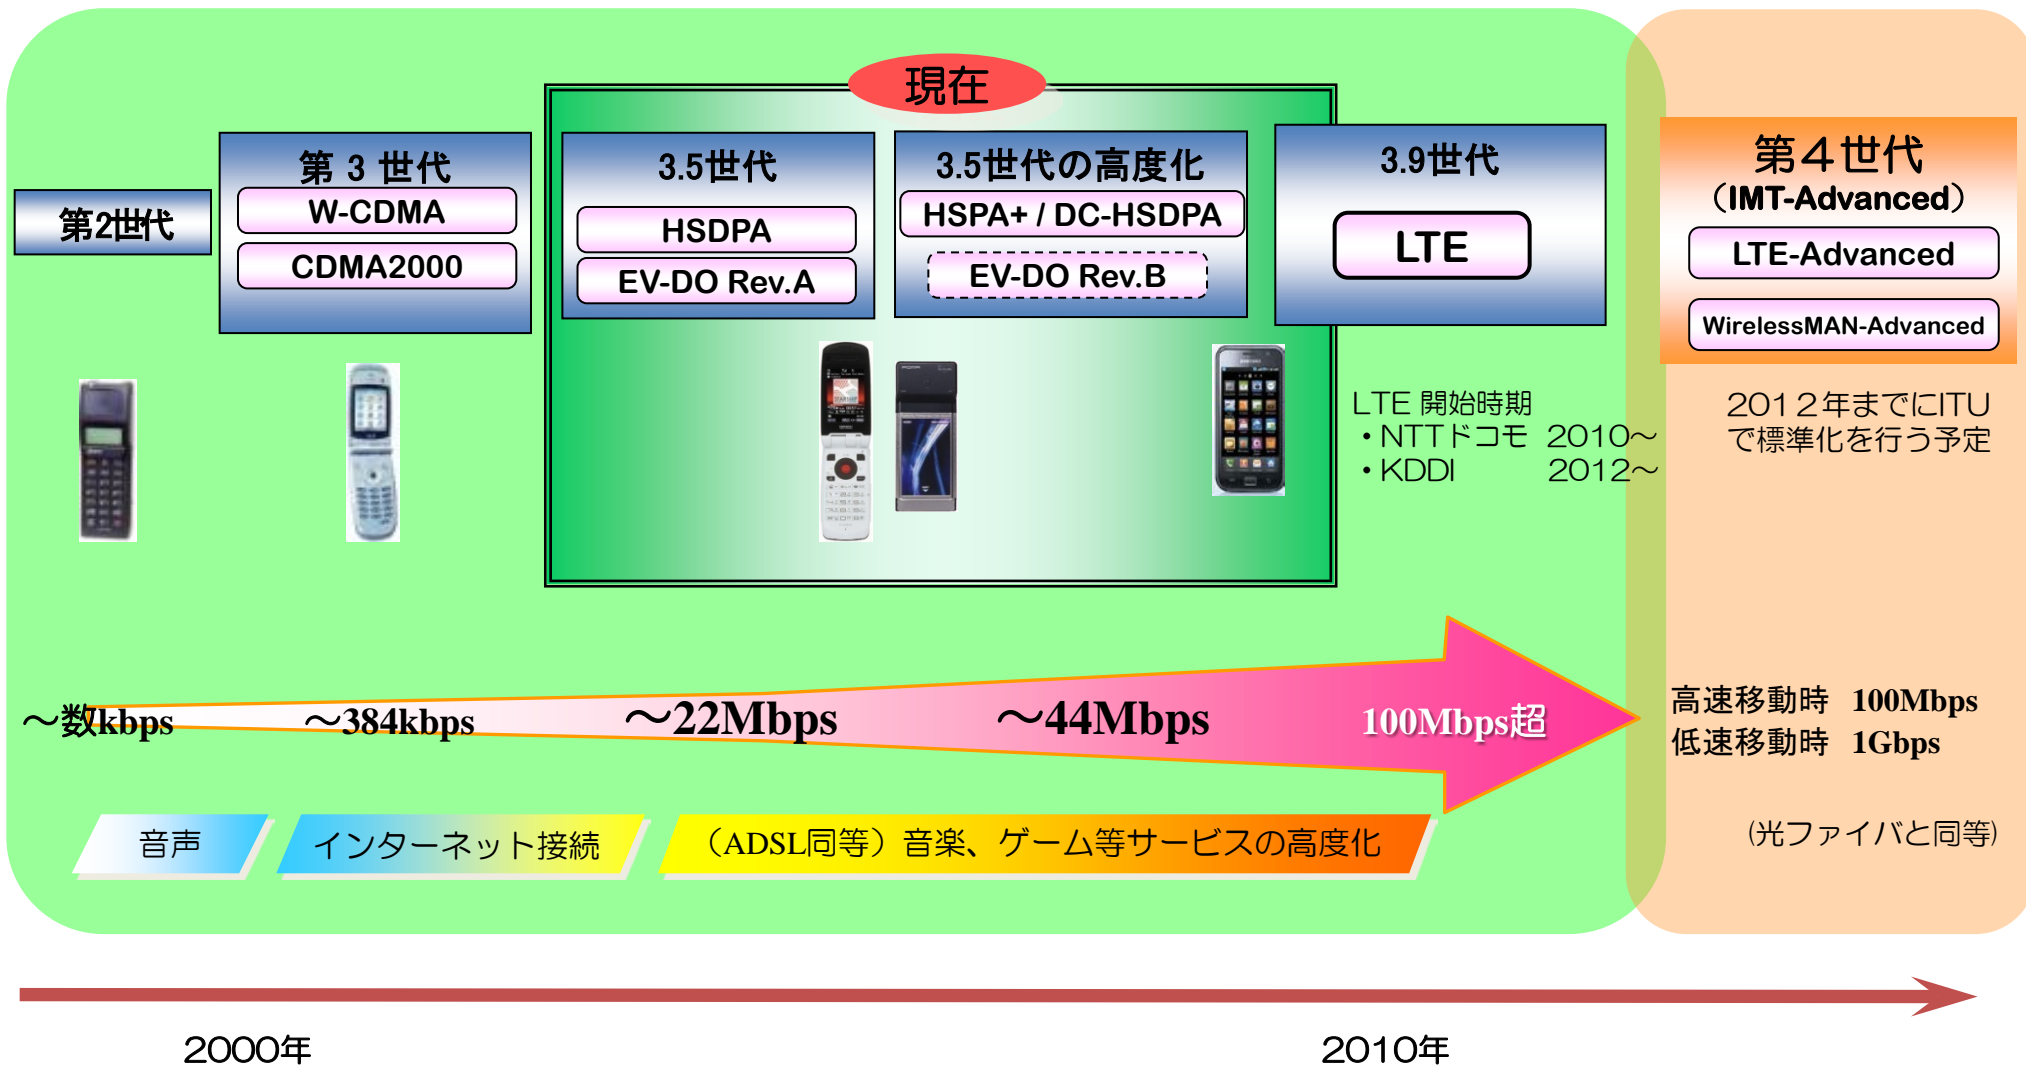 現在
第2世代
第 3 世代
W-CDMA
CDMA2000
3.5世代
HSDPA
EV-DO Rev.A
3.5世代の高度化
HSPA+ / DC-HSDPA
EV-DO Rev.B
3.9世代
LTE
第4世代
（IMT-Advanced）
LTE-Advanced
WirelessMAN-Advanced
LTE 開始時期
・NTTドコモ 2010～
・KDDI 2012～
2012年までにITU
で標準化を行う予定
～数kbps
～384kbps
～22Mbps
～44Mbps
100Mbps超
高速移動時 100Mbps
低速移動時 1Gbps
音声
インターネット接続
（ADSL同等）音楽、ゲーム等サービスの高度化
(光ファイバと同等)
2000年
2010年